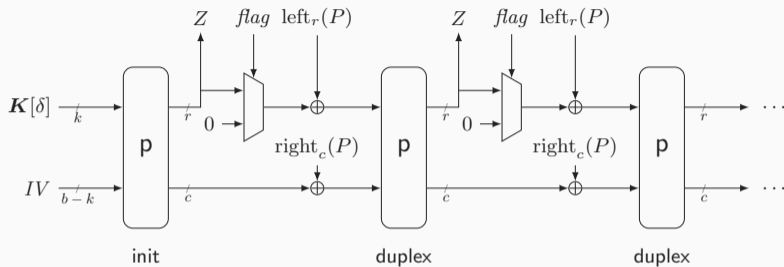 Z flag left_r(P) Z flag left_r(P)
K[δ] k p r 0 right_c(P) p r 0 right_c(P) p r ...
IV b − k c c c ...
init duplex duplex